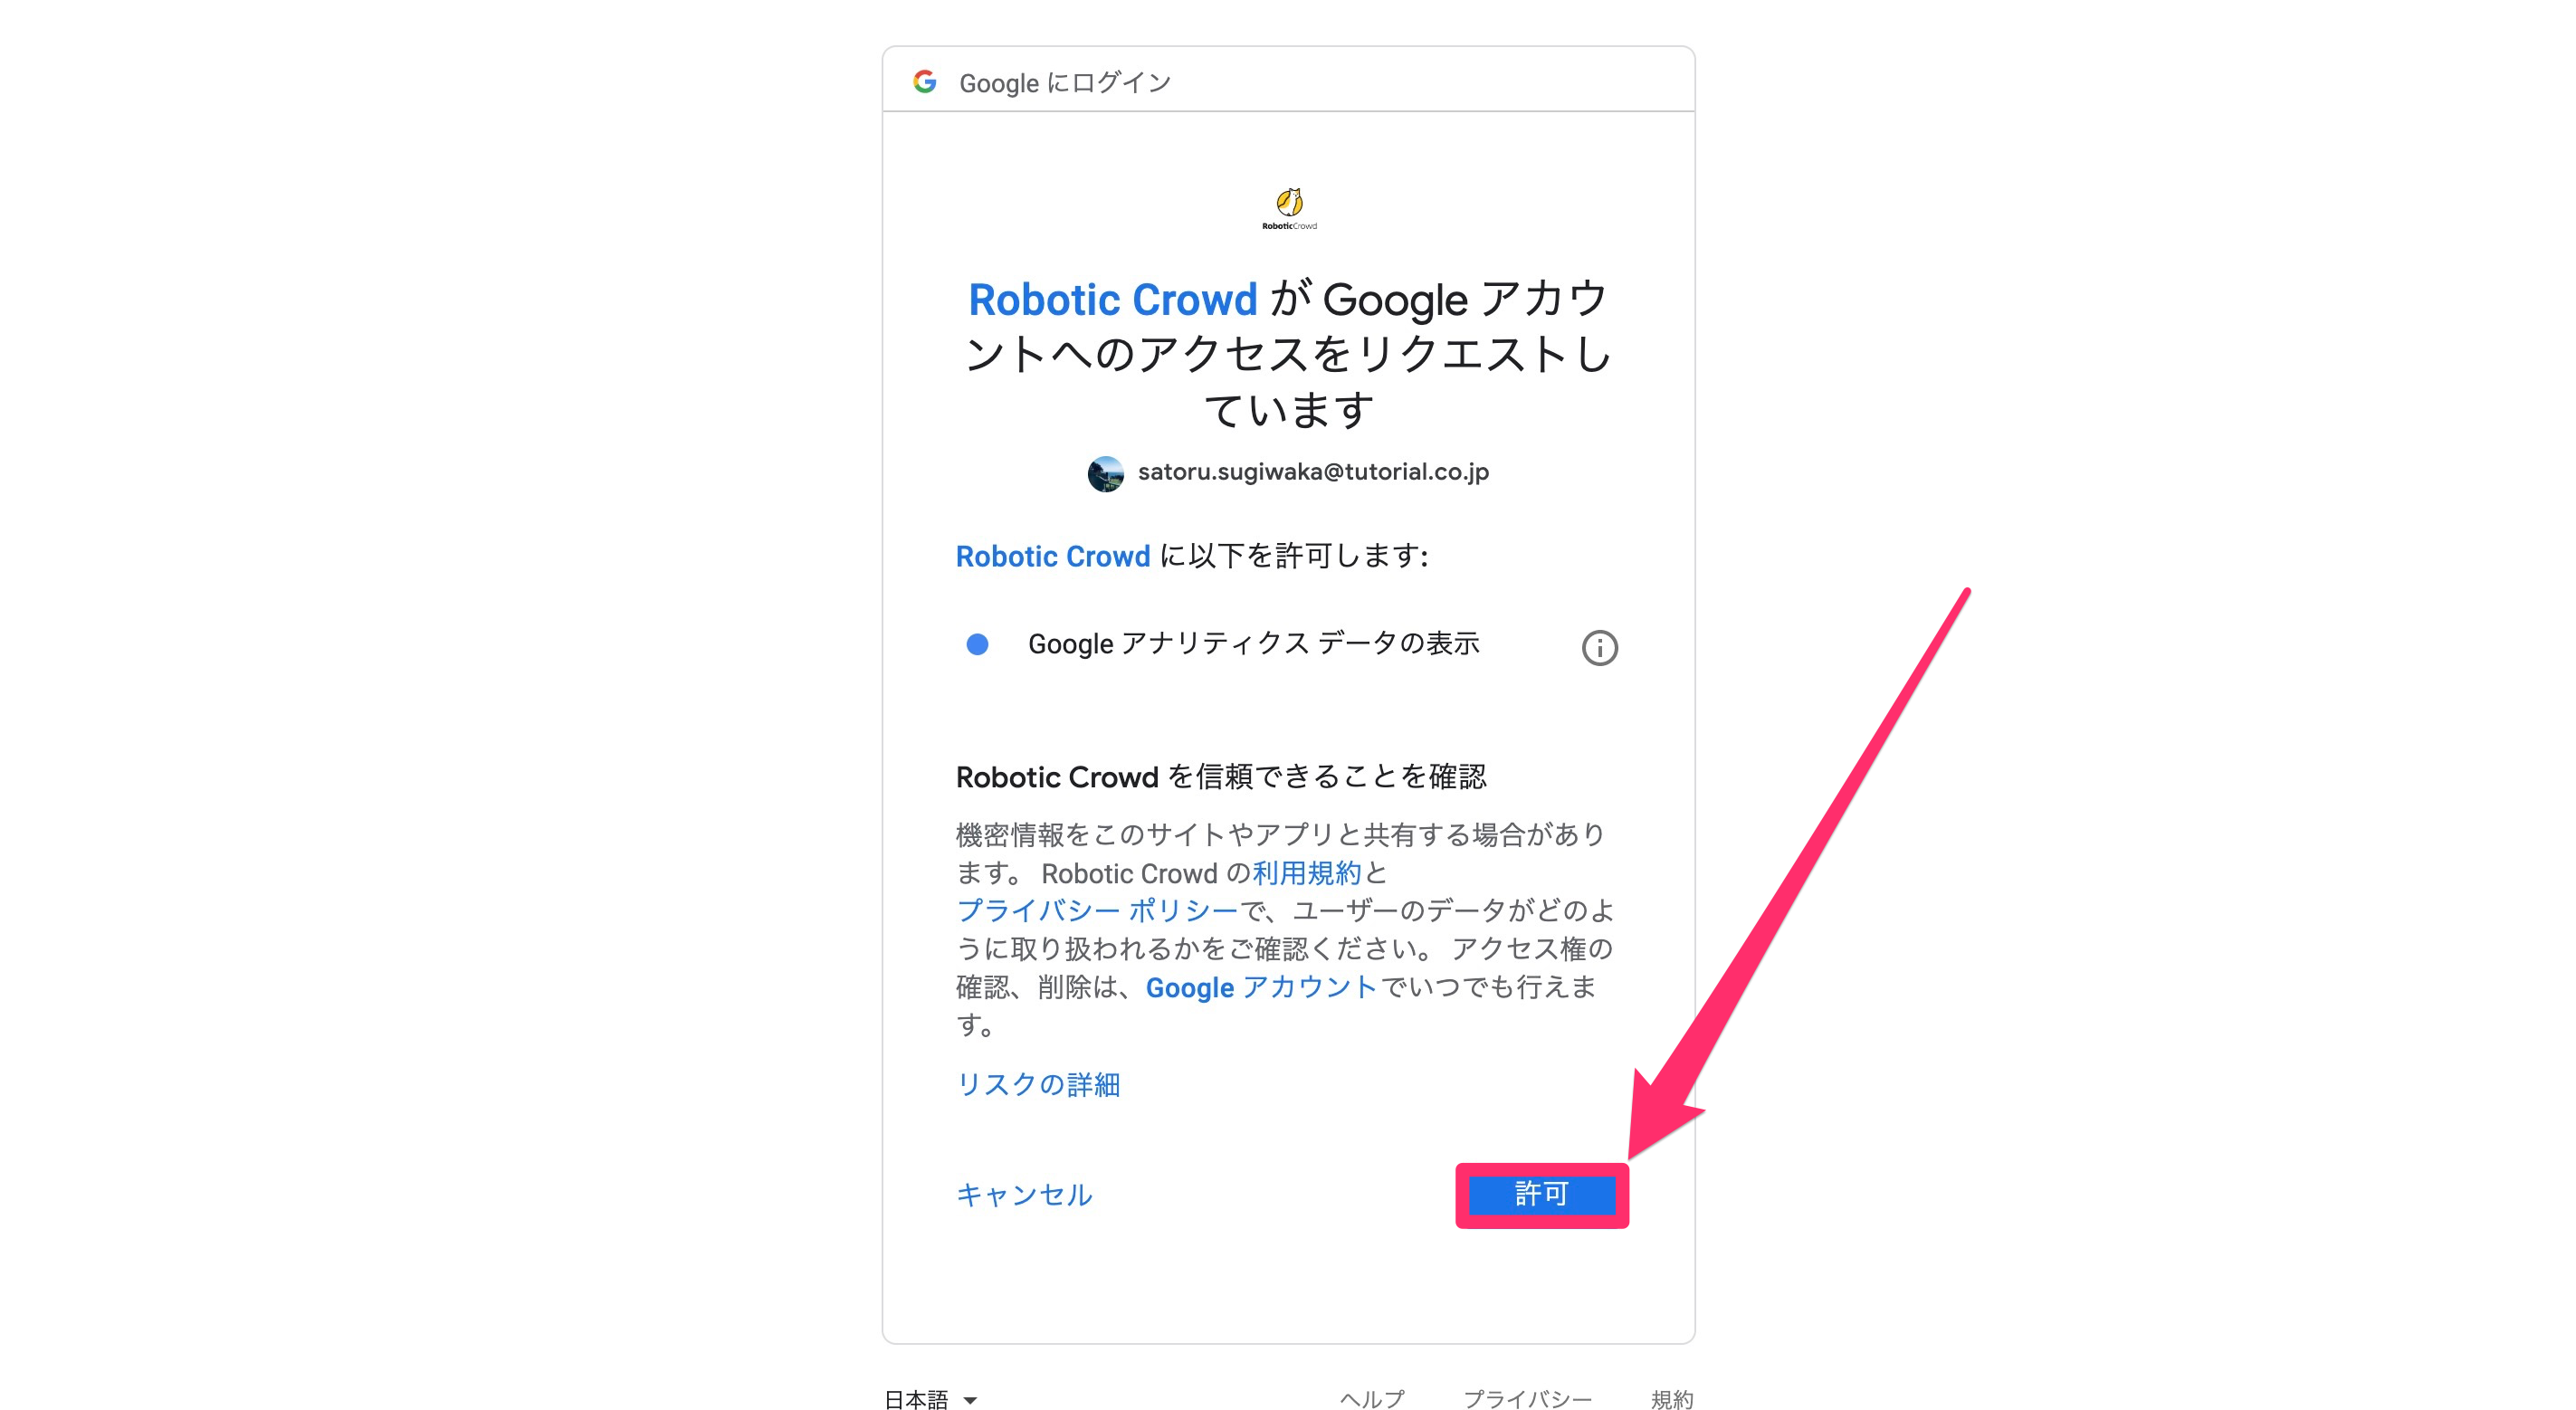 Google にログイン
RoboticCrowd
Robotic Crowd が Google アカウ
ントへのアクセスをリクエストし
ています
satoru.sugiwaka@tutorial.co.jp
Robotic Crowd に以下を許可します:
Google アナリティクス データの表示
Robotic Crowd を信頼できることを確認
機密情報をこのサイトやアプリと共有する場合があり
ます。 Robotic Crowd の利用規約と
プライバシー ポリシーで、ユーザーのデータがどのよ
うに取り扱われるかをご確認ください。 アクセス権の
確認、削除は、Google アカウントでいつでも行えま
す。
リスクの詳細
キャンセル
許可
日本語
ヘルプ
プライバシー
規約